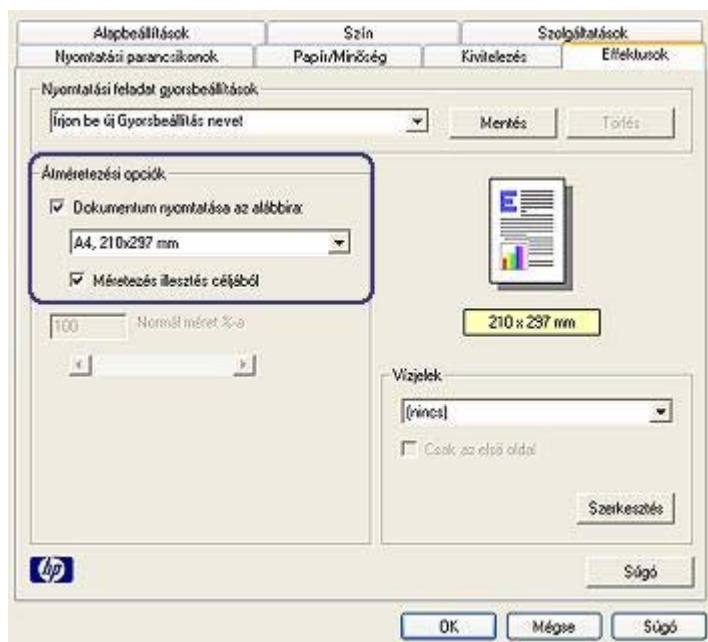 Alapbeállítások Szín Szolgáltatások
Nyomtatási parancsikonok Papír/Minőség Kivitelezés Effektusok
Nyomtatási feladat gyorsbeállítások
Írjon be új Gyorsbeállítás nevet Mentés Törlés
Átméretezési opciók
Dokumentum nyomtatása az alábbira:
A4, 210x297 mm
Méretezés illesztés céljából
100 Normál méret %-a
E
210 x 297 mm
Vízjelek
(nincs)
Csak az első oldal
Szerkesztés
hp
Súgó
OK Mégse Súgó